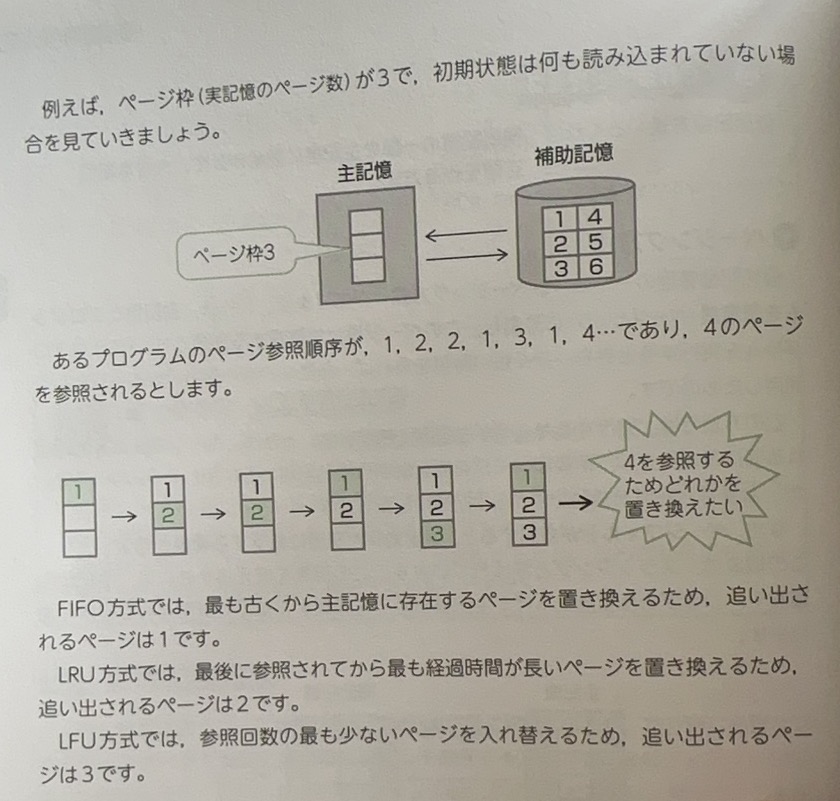 例えば，ページ枠（実記憶のページ数）が3で，初期状態は何も読み込まれていない場
合を見ていきましょう。
主記憶
補助記憶
ページ枠3
1 4
2 5
3 6
あるプログラムのページ参照順序が，1，2，2，1，3，1，4…であり，4のページ
を参照されるとします。
1 → 1 → 1 → 1 → 1 → 1 →
2 2 2 2 2
3 3
4を参照する
ためどれかを
置き換えたい
FIFO方式では，最も古くから主記憶に存在するページを置き換えるため，追い出さ
れるページは1です。
LRU方式では，最後に参照されてから最も経過時間が長いページを置き換えるため，
追い出されるページは2です。
LFU方式では，参照回数の最も少ないページを入れ替えるため，追い出されるペー
ジは3です。